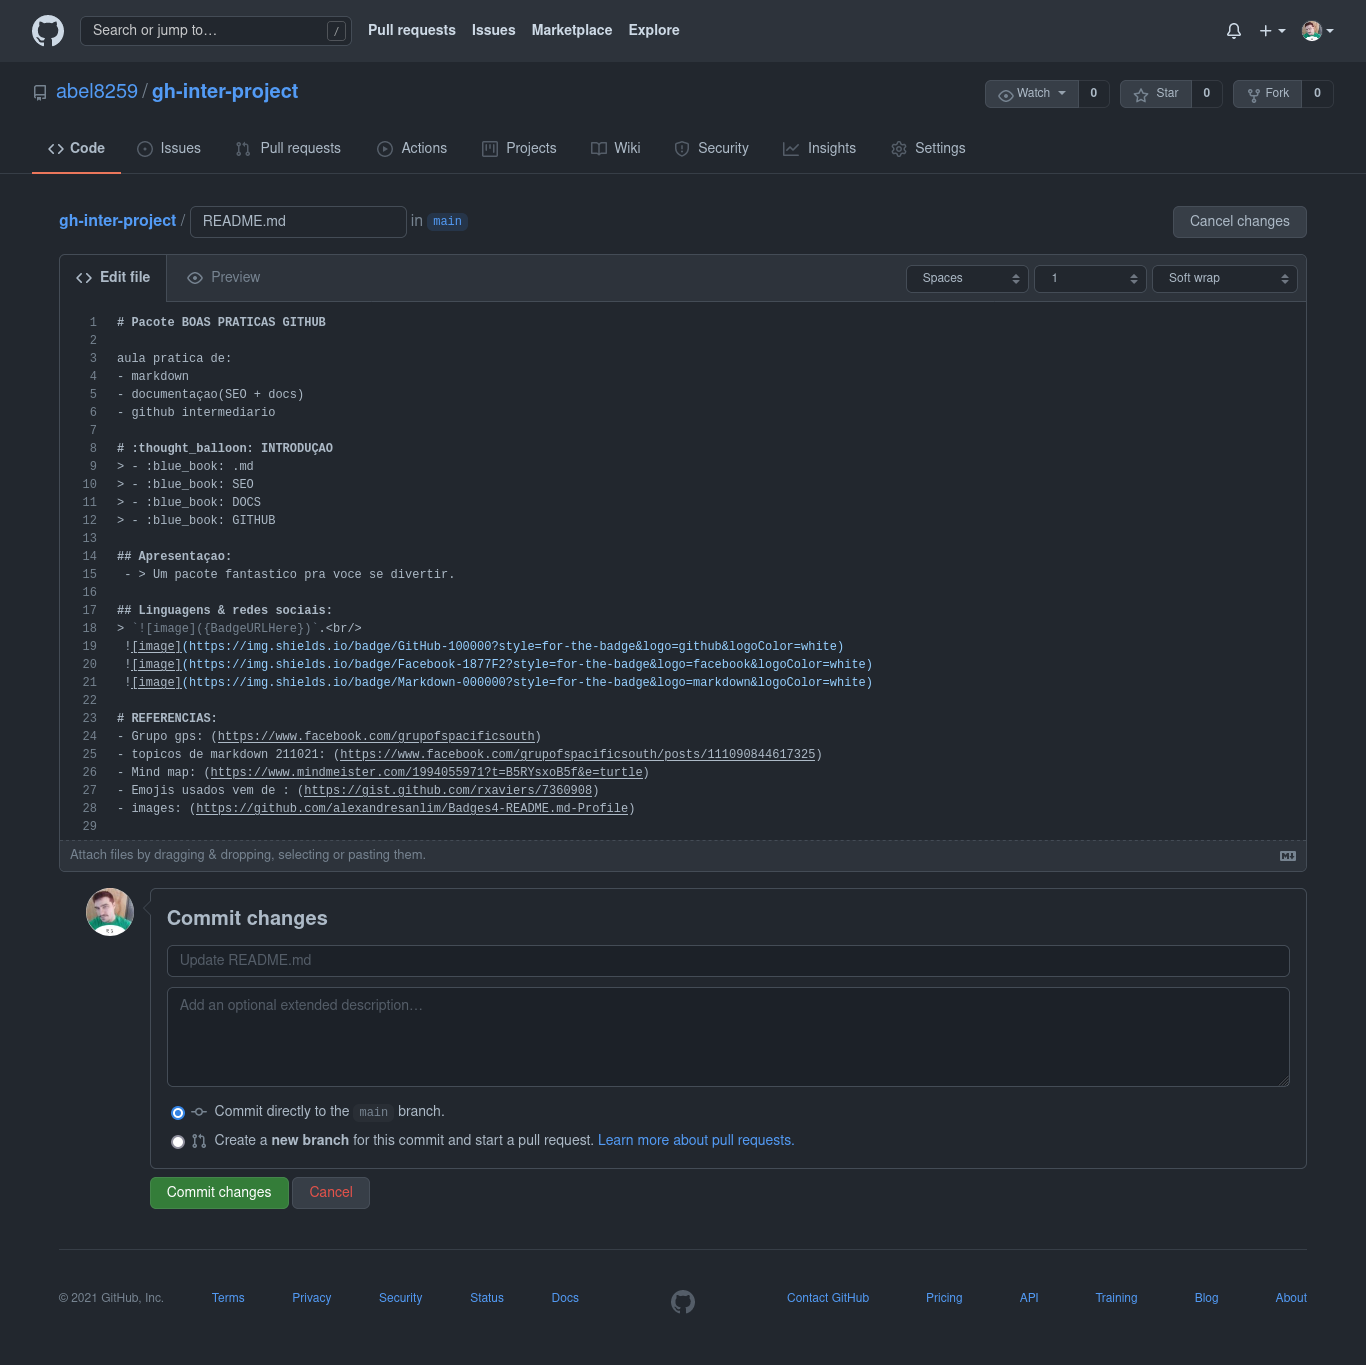 Search or jump to… /
Pull requests Issues Marketplace Explore
abel8259 / gh-inter-project
Watch 0 Star 0 Fork 0
Code Issues Pull requests Actions Projects Wiki Security Insights Settings
gh-inter-project / README.md in main Cancel changes
Edit file Preview Spaces 1 Soft wrap
1 # Pacote BOAS PRATICAS GITHUB
2
3 aula pratica de:
4 - markdown
5 - documentaçao(SEO + docs)
6 - github intermediario
7
8 # :thought_balloon: INTRODUÇAO
9 > - :blue_book: .md
10 > - :blue_book: SEO
11 > - :blue_book: DOCS
12 > - :blue_book: GITHUB
13
14 ## Apresentaçao:
15 - > Um pacote fantastico pra voce se divertir.
16
17 ## Linguagens & redes sociais:
18 > `![image]({BadgeURLHere})`.<br/>
19 ![image](https://img.shields.io/badge/GitHub-100000?style=for-the-badge&logo=github&logoColor=white)
20 ![image](https://img.shields.io/badge/Facebook-1877F2?style=for-the-badge&logo=facebook&logoColor=white)
21 ![image](https://img.shields.io/badge/Markdown-000000?style=for-the-badge&logo=markdown&logoColor=white)
22
23 # REFERENCIAS:
24 - Grupo gps: (https://www.facebook.com/grupofspacificsouth)
25 - topicos de markdown 211021: (https://www.facebook.com/grupofspacificsouth/posts/111090844617325)
26 - Mind map: (https://www.mindmeister.com/1994055971?t=B5RYsxoB5f&e=turtle)
27 - Emojis usados vem de : (https://gist.github.com/rxaviers/7360908)
28 - images: (https://github.com/alexandresanlim/Badges4-README.md-Profile)
29
Attach files by dragging & dropping, selecting or pasting them.
Commit changes
Update README.md
Add an optional extended description…
Commit directly to the main branch.
Create a new branch for this commit and start a pull request. Learn more about pull requests.
Commit changes Cancel
© 2021 GitHub, Inc. Terms Privacy Security Status Docs Contact GitHub Pricing API Training Blog About